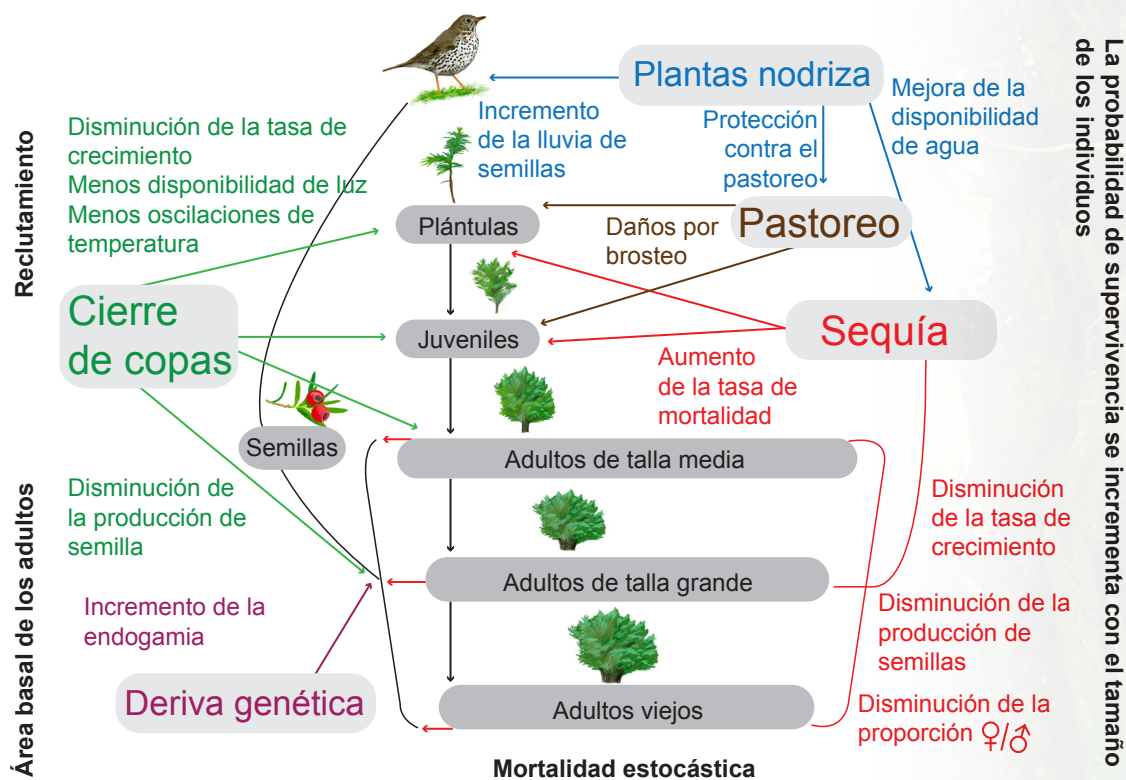 Plantas nodriza
Mejora de la
disponibilidad
de agua
Incremento
de la lluvia de
semillas
Protección
contra el
pastoreo
Disminución de la tasa de
crecimiento
Menos disponibilidad de luz
Menos oscilaciones de
temperatura
Reclutamiento
Plántulas
Daños por
brosteo
Pastoreo
Cierre
de copas
Juveniles
Sequía
Aumento
de la tasa de
mortalidad
Semillas
Adultos de talla media
Disminución de
la producción de
semilla
Disminución
de la tasa de
crecimiento
Adultos de talla grande
Incremento de la
endogamia
Disminución de la
producción de
semillas
Deriva genética
Adultos viejos
Disminución de la
proporción ♀/♂
Área basal de los adultos
Mortalidad estocástica
La probabilidad de supervivencia se incrementa con el tamaño
de los individuos